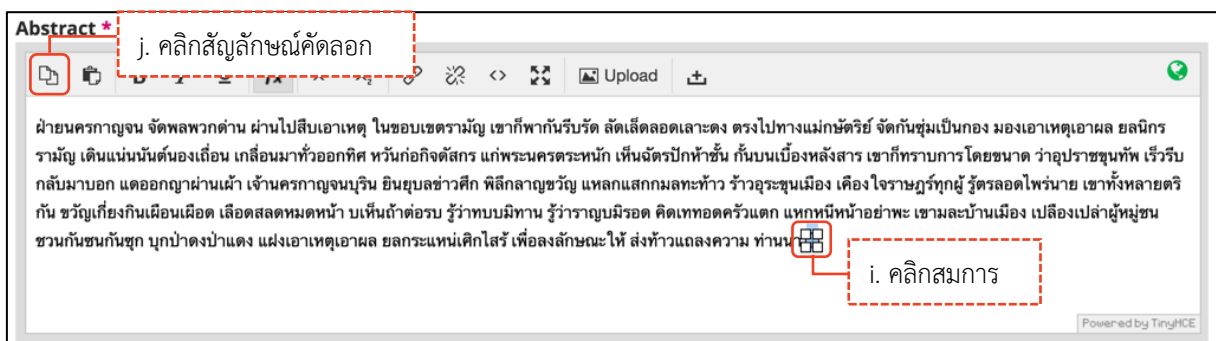 Abstract *
j. คลิกสัญลักษณ์คัดลอก
Upload
ฝ่ายนครกาญจน จัดพลพวกด่าน ผ่านไปสืบเอาเหตุ ในขอบเขตรามัญ เขาก็พากันรีบรัด ลัดเล็ดลอดเลาะดง ตรงไปทางแม่กษัตริย์ จัดกันซุ่มเป็นกอง มองเอาเหตุเอาผล ยลนิกร
รามัญ เดินแน่นนันต์นองเถื่อน เกลื่อนมาทั่วออกทิศ หวันก่อกิจดัสกร แก่พระนครตระหนัก เห็นฉัตรปักห้าชั้น กั้นบนเบื้องหลังสาร เขาก็ทราบการโดยขนาด ว่าอุปราชขุนทัพ เร็วรีบ
กลับมาบอก แดออกญาผ่านเผ้า เจ้านครกาญจนบุริน ยินยุบลข่าวศึก พิลึกลาญขวัญ แหลกแสกกมลทะท้าว ร้าวอุระขุนเมือง เคืองใจราษฎร์ทุกผู้ รู้ตรลอดไพร่นาย เขาทั้งหลายตริ
กัน ขวัญเกี่ยงกินเผือนเผือด เลือดสลดหมดหน้า บเห็นถ้าต่อรบ รู้ว่าทบบมิทาน รู้ว่าราญบมิรอด คิดเททอดครัวแตก แหกหนีหน้าอย่าพะ เขามละบ้านเมือง เปลืองเปล่าผู้หมู่ชน
ชวนกันซนกันซุก บุกป่าดงป่าแดง แฝงเอาเหตุเอาผล ยลกระแหน่เศิกไสร้ เพื่อลงลักษณะให้ ส่งท้าวแถลงความ ท่านนา
i. คลิกสมการ
Powered by TinyMCE